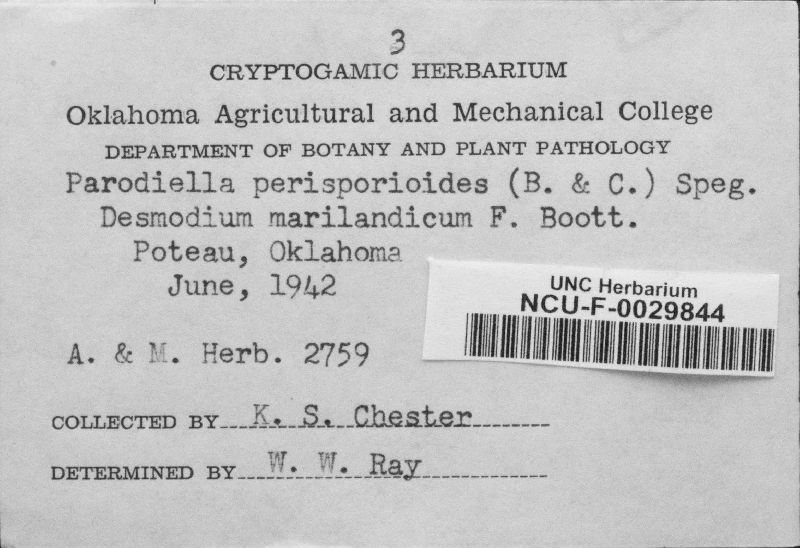 3
CRYPTOGAMIC HERBARIUM
Oklahoma Agricultural and Mechanical College
DEPARTMENT OF BOTANY AND PLANT PATHOLOGY
Parodiella perisporioides (B. & C.) Speg.
Desmodium marilandicum F. Boott.
Poteau, Oklahoma
June, 1942
UNC Herbarium
NCU-F-0029844
A. & M. Herb. 2759
COLLECTED BY K. S. Chester
DETERMINED BY W. W. Ray